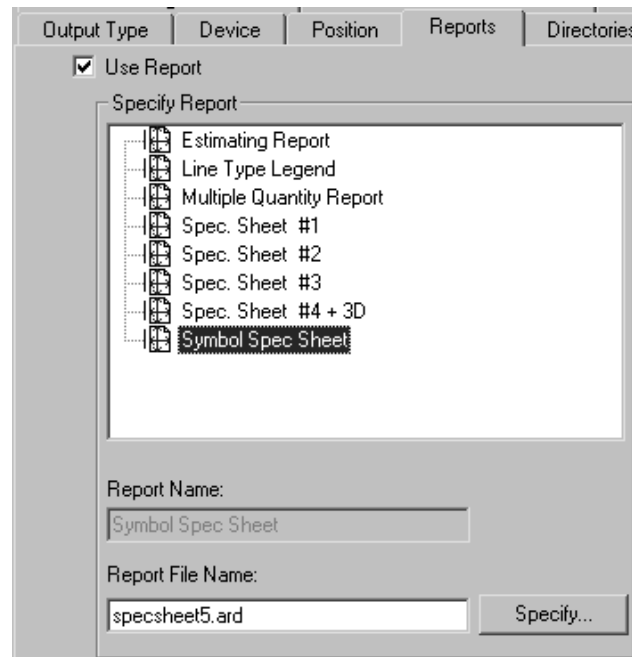 Output Type Device Position Reports Directories
Use Report
Specify Report
Estimating Report
Line Type Legend
Multiple Quantity Report
Spec. Sheet #1
Spec. Sheet #2
Spec. Sheet #3
Spec. Sheet #4 + 3D
Symbol Spec Sheet
Report Name:
Symbol Spec Sheet
Report File Name:
specsheet5.ard Specify...